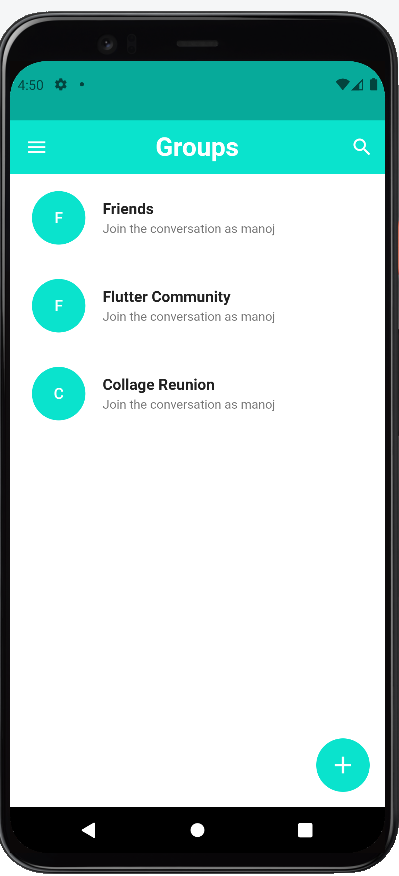 4:50
Groups
F
Friends
Join the conversation as manoj
F
Flutter Community
Join the conversation as manoj
C
Collage Reunion
Join the conversation as manoj